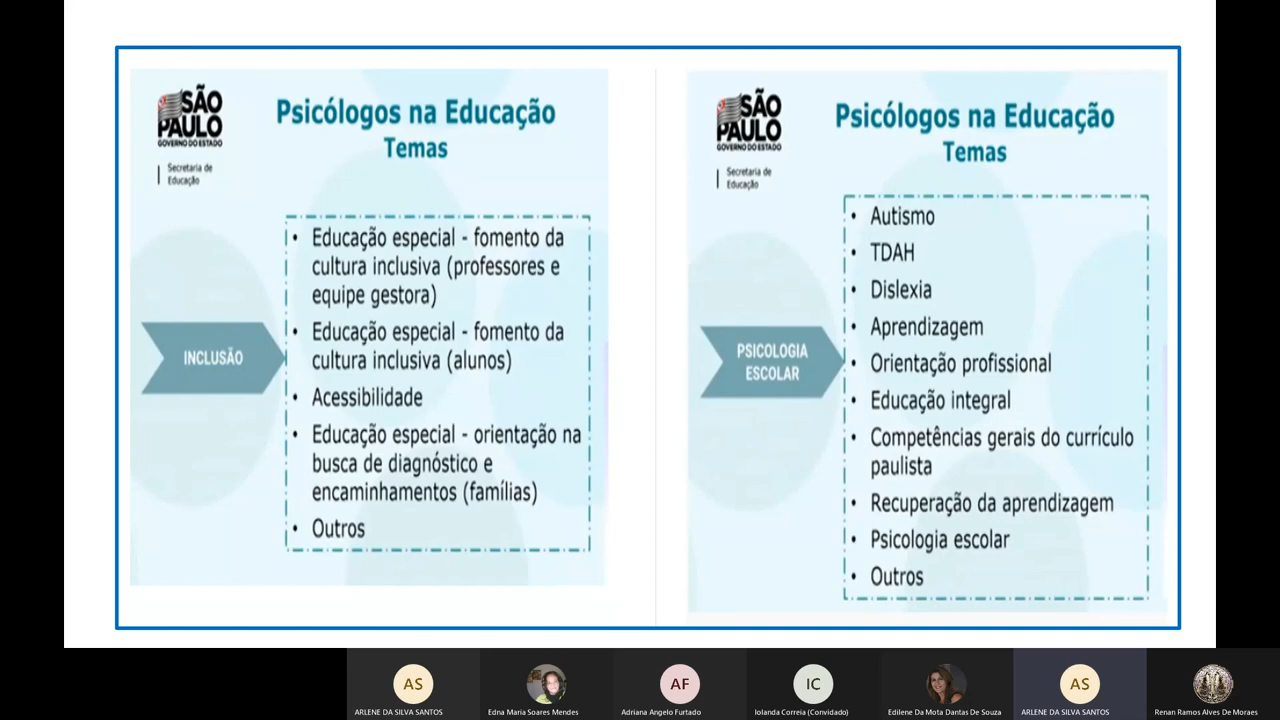 SÃO
PAULO
GOVERNO DO ESTADO
Secretaria de
Educação
Psicólogos na Educação
Temas
INCLUSÃO
• Educação especial - fomento da
cultura inclusiva (professores e
equipe gestora)
• Educação especial - fomento da
cultura inclusiva (alunos)
• Acessibilidade
• Educação especial - orientação na
busca de diagnóstico e
encaminhamentos (famílias)
• Outros
SÃO
PAULO
GOVERNO DO ESTADO
Secretaria de
Educação
Psicólogos na Educação
Temas
PSICOLOGIA
ESCOLAR
• Autismo
• TDAH
• Dislexia
• Aprendizagem
• Orientação profissional
• Educação integral
• Competências gerais do currículo
paulista
• Recuperação da aprendizagem
• Psicologia escolar
• Outros
AS
ARLENE DA SILVA SANTOS
Edna Maria Soares Mendes
AF
Adriana Angelo Furtado
IC
Iolanda Correia (Convidado)
Edilene Da Mota Dantas De Souza
AS
ARLENE DA SILVA SANTOS
Renan Ramos Alves De Moraes